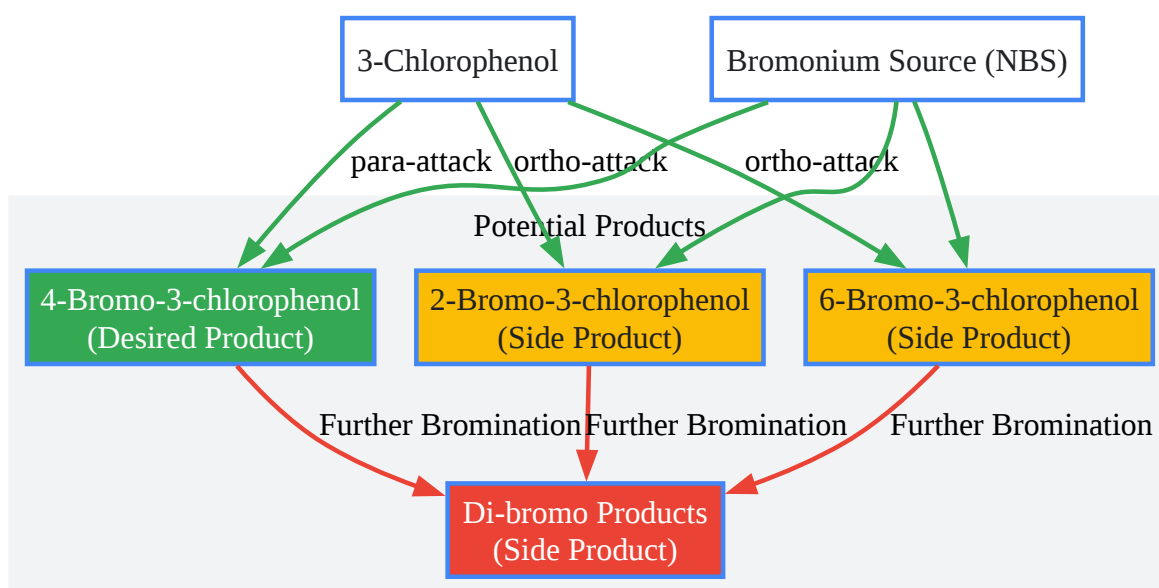 3-Chlorophenol
Bromonium Source (NBS)
para-attack
ortho-attack
ortho-attack
Potential Products
4-Bromo-3-chlorophenol
(Desired Product)
2-Bromo-3-chlorophenol
(Side Product)
6-Bromo-3-chlorophenol
(Side Product)
Further Bromination
Further Bromination
Further Bromination
Di-bromo Products
(Side Product)